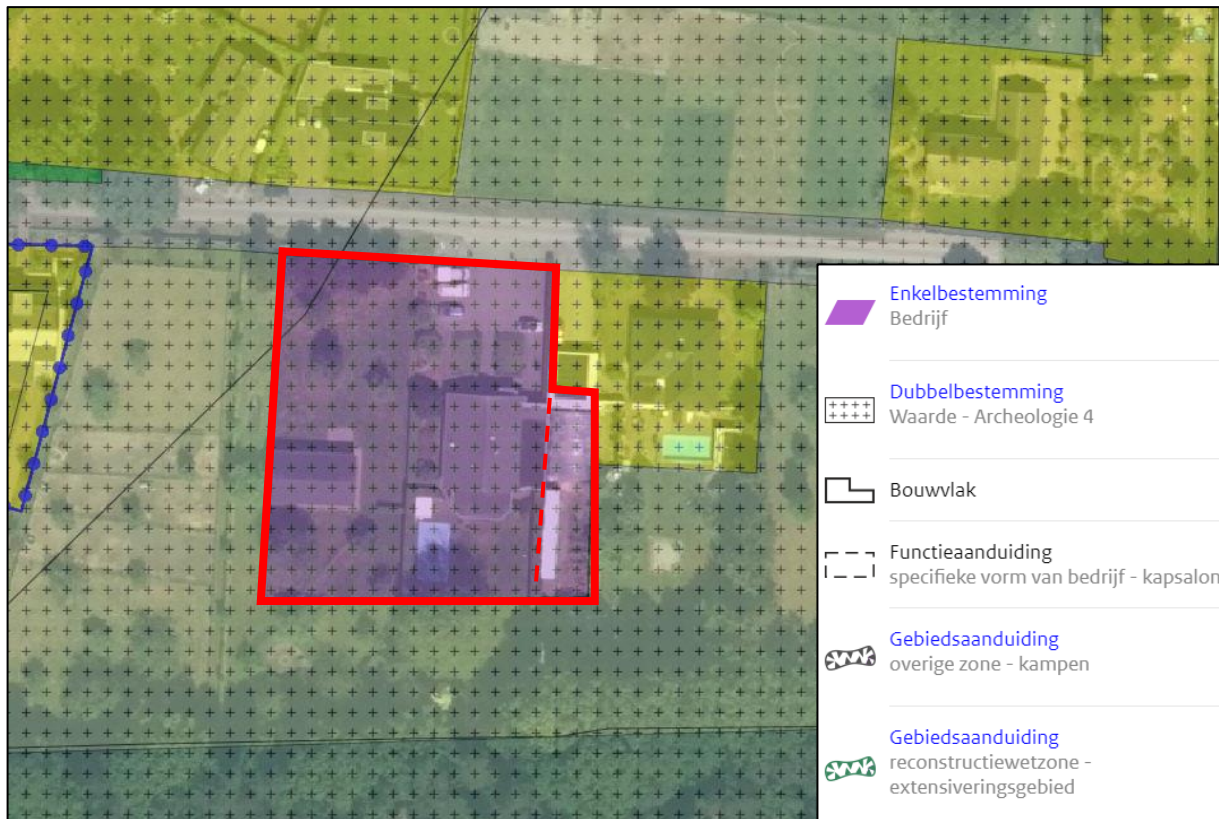 Enkelbestemming
Bedrijf
Dubbelbestemming
Waarde - Archeologie 4
Bouwvlak
Functieaanduiding
specifieke vorm van bedrijf - kapsalon
Gebiedsaanduiding
overige zone - kampen
Gebiedsaanduiding
reconstructiewetzone -
extensiveringsgebied